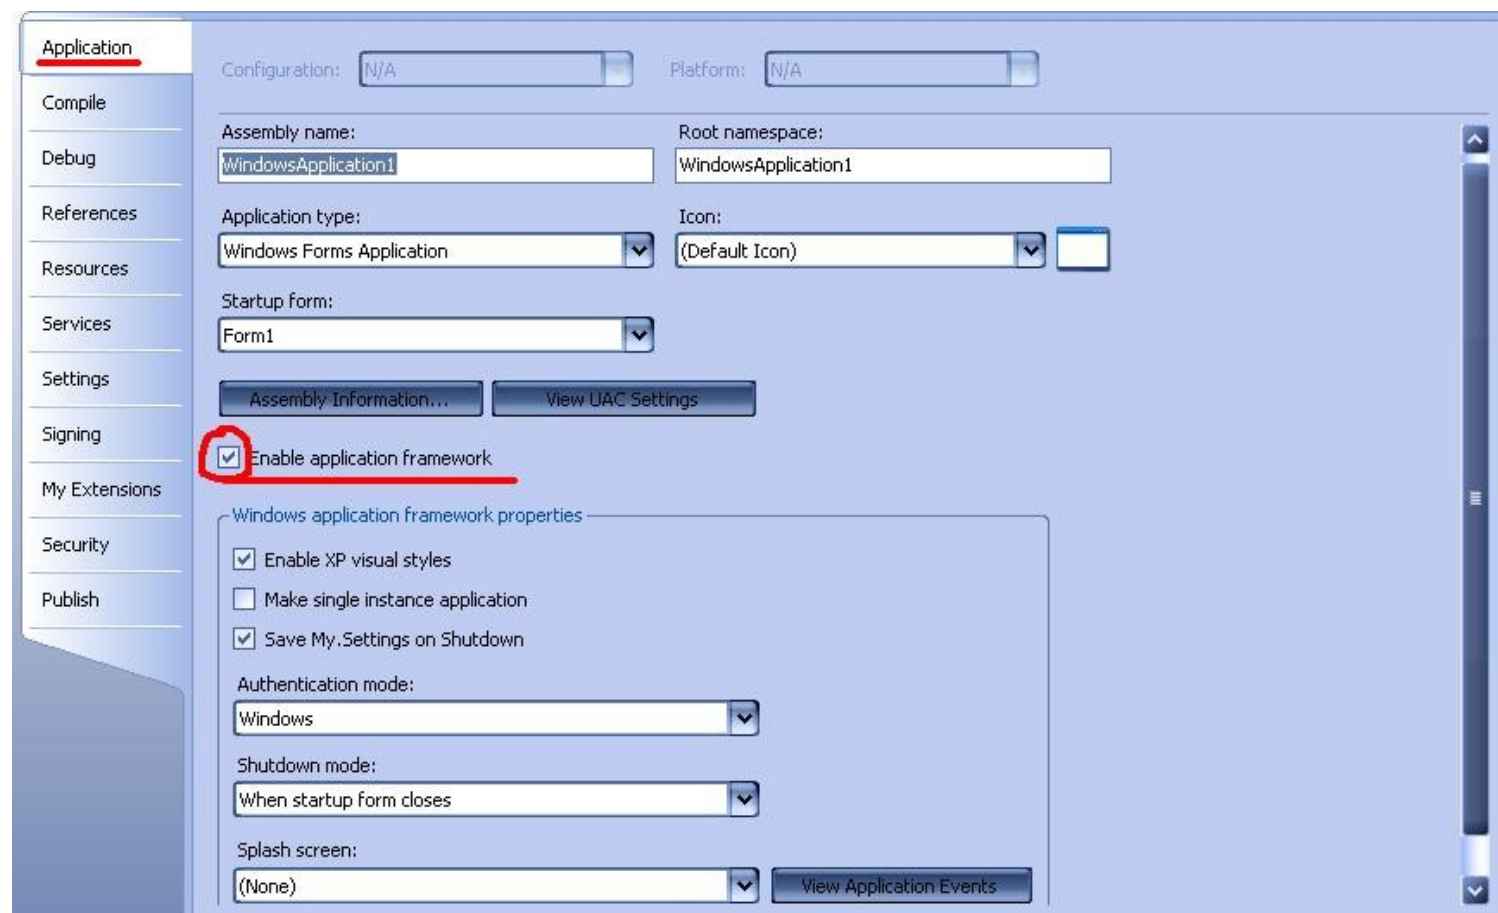 Application
Compile
Debug
References
Resources
Services
Settings
Signing
My Extensions
Security
Publish
Configuration: N/A Platform: N/A
Assembly name: Root namespace:
WindowsApplication1 WindowsApplication1
Application type: Icon:
Windows Forms Application (Default Icon)
Startup form:
Form1
Assembly Information... View UAC Settings
Enable application framework
Windows application framework properties
Enable XP visual styles
Make single instance application
Save My.Settings on Shutdown
Authentication mode:
Windows
Shutdown mode:
When startup form closes
Splash screen:
(None) View Application Events